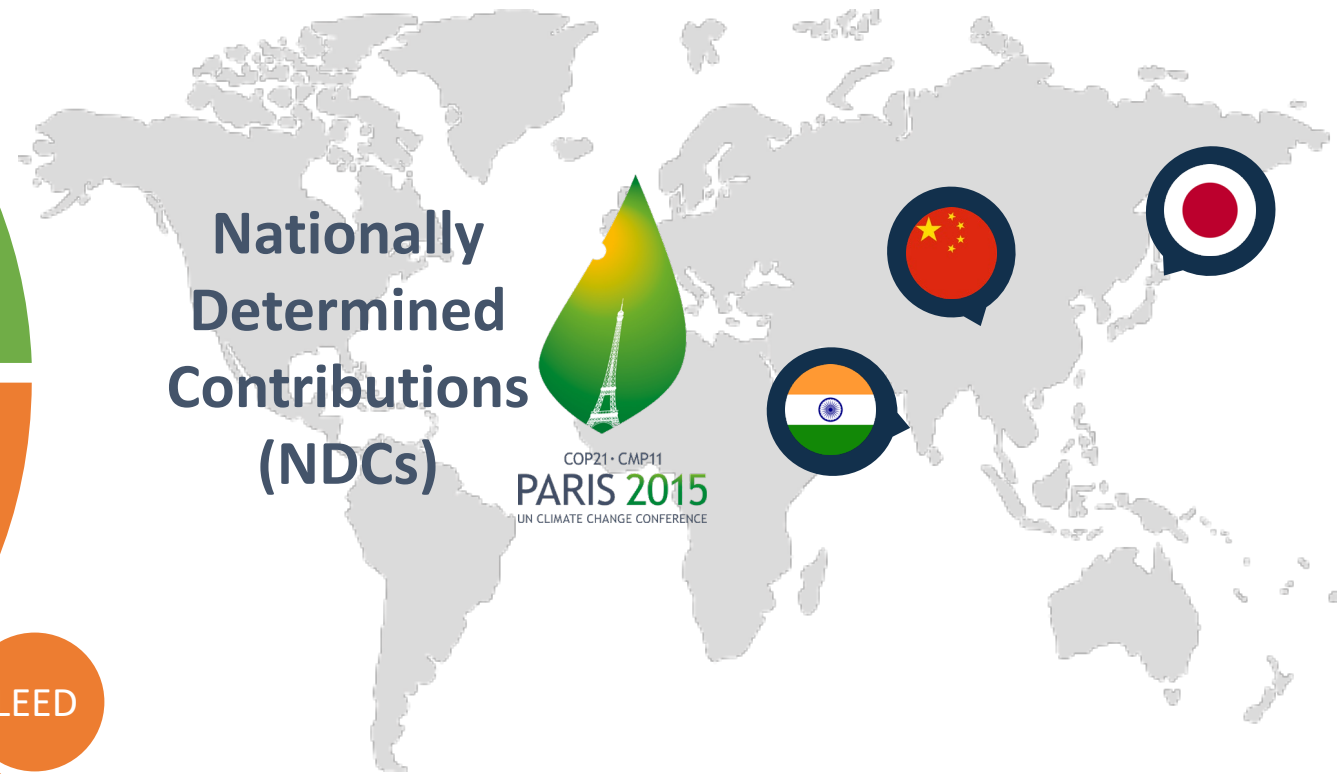 Nationally
Determined
Contributions
(NDCs)
COP21·CMP11
PARIS 2015
UN CLIMATE CHANGE CONFERENCE
LEED